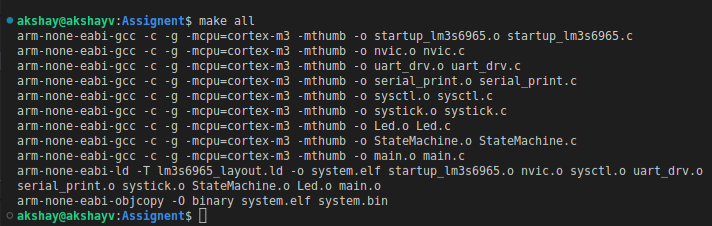 akshay@akshayv:Assignent$ make all
arm-none-eabi-gcc -c -g -mcpu=cortex-m3 -mthumb -o startup_lm3s6965.o startup_lm3s6965.c
arm-none-eabi-gcc -c -g -mcpu=cortex-m3 -mthumb -o nvic.o nvic.c
arm-none-eabi-gcc -c -g -mcpu=cortex-m3 -mthumb -o uart_drv.o uart_drv.c
arm-none-eabi-gcc -c -g -mcpu=cortex-m3 -mthumb -o serial_print.o serial_print.c
arm-none-eabi-gcc -c -g -mcpu=cortex-m3 -mthumb -o sysctl.o sysctl.c
arm-none-eabi-gcc -c -g -mcpu=cortex-m3 -mthumb -o systick.o systick.c
arm-none-eabi-gcc -c -g -mcpu=cortex-m3 -mthumb -o Led.o Led.c
arm-none-eabi-gcc -c -g -mcpu=cortex-m3 -mthumb -o StateMachine.o StateMachine.c
arm-none-eabi-gcc -c -g -mcpu=cortex-m3 -mthumb -o main.o main.c
arm-none-eabi-ld -T lm3s6965_layout.ld -o system.elf startup_lm3s6965.o nvic.o sysctl.o uart_drv.o
serial_print.o systick.o StateMachine.o Led.o main.o
arm-none-eabi-objcopy -O binary system.elf system.bin
akshay@akshayv:Assignent$